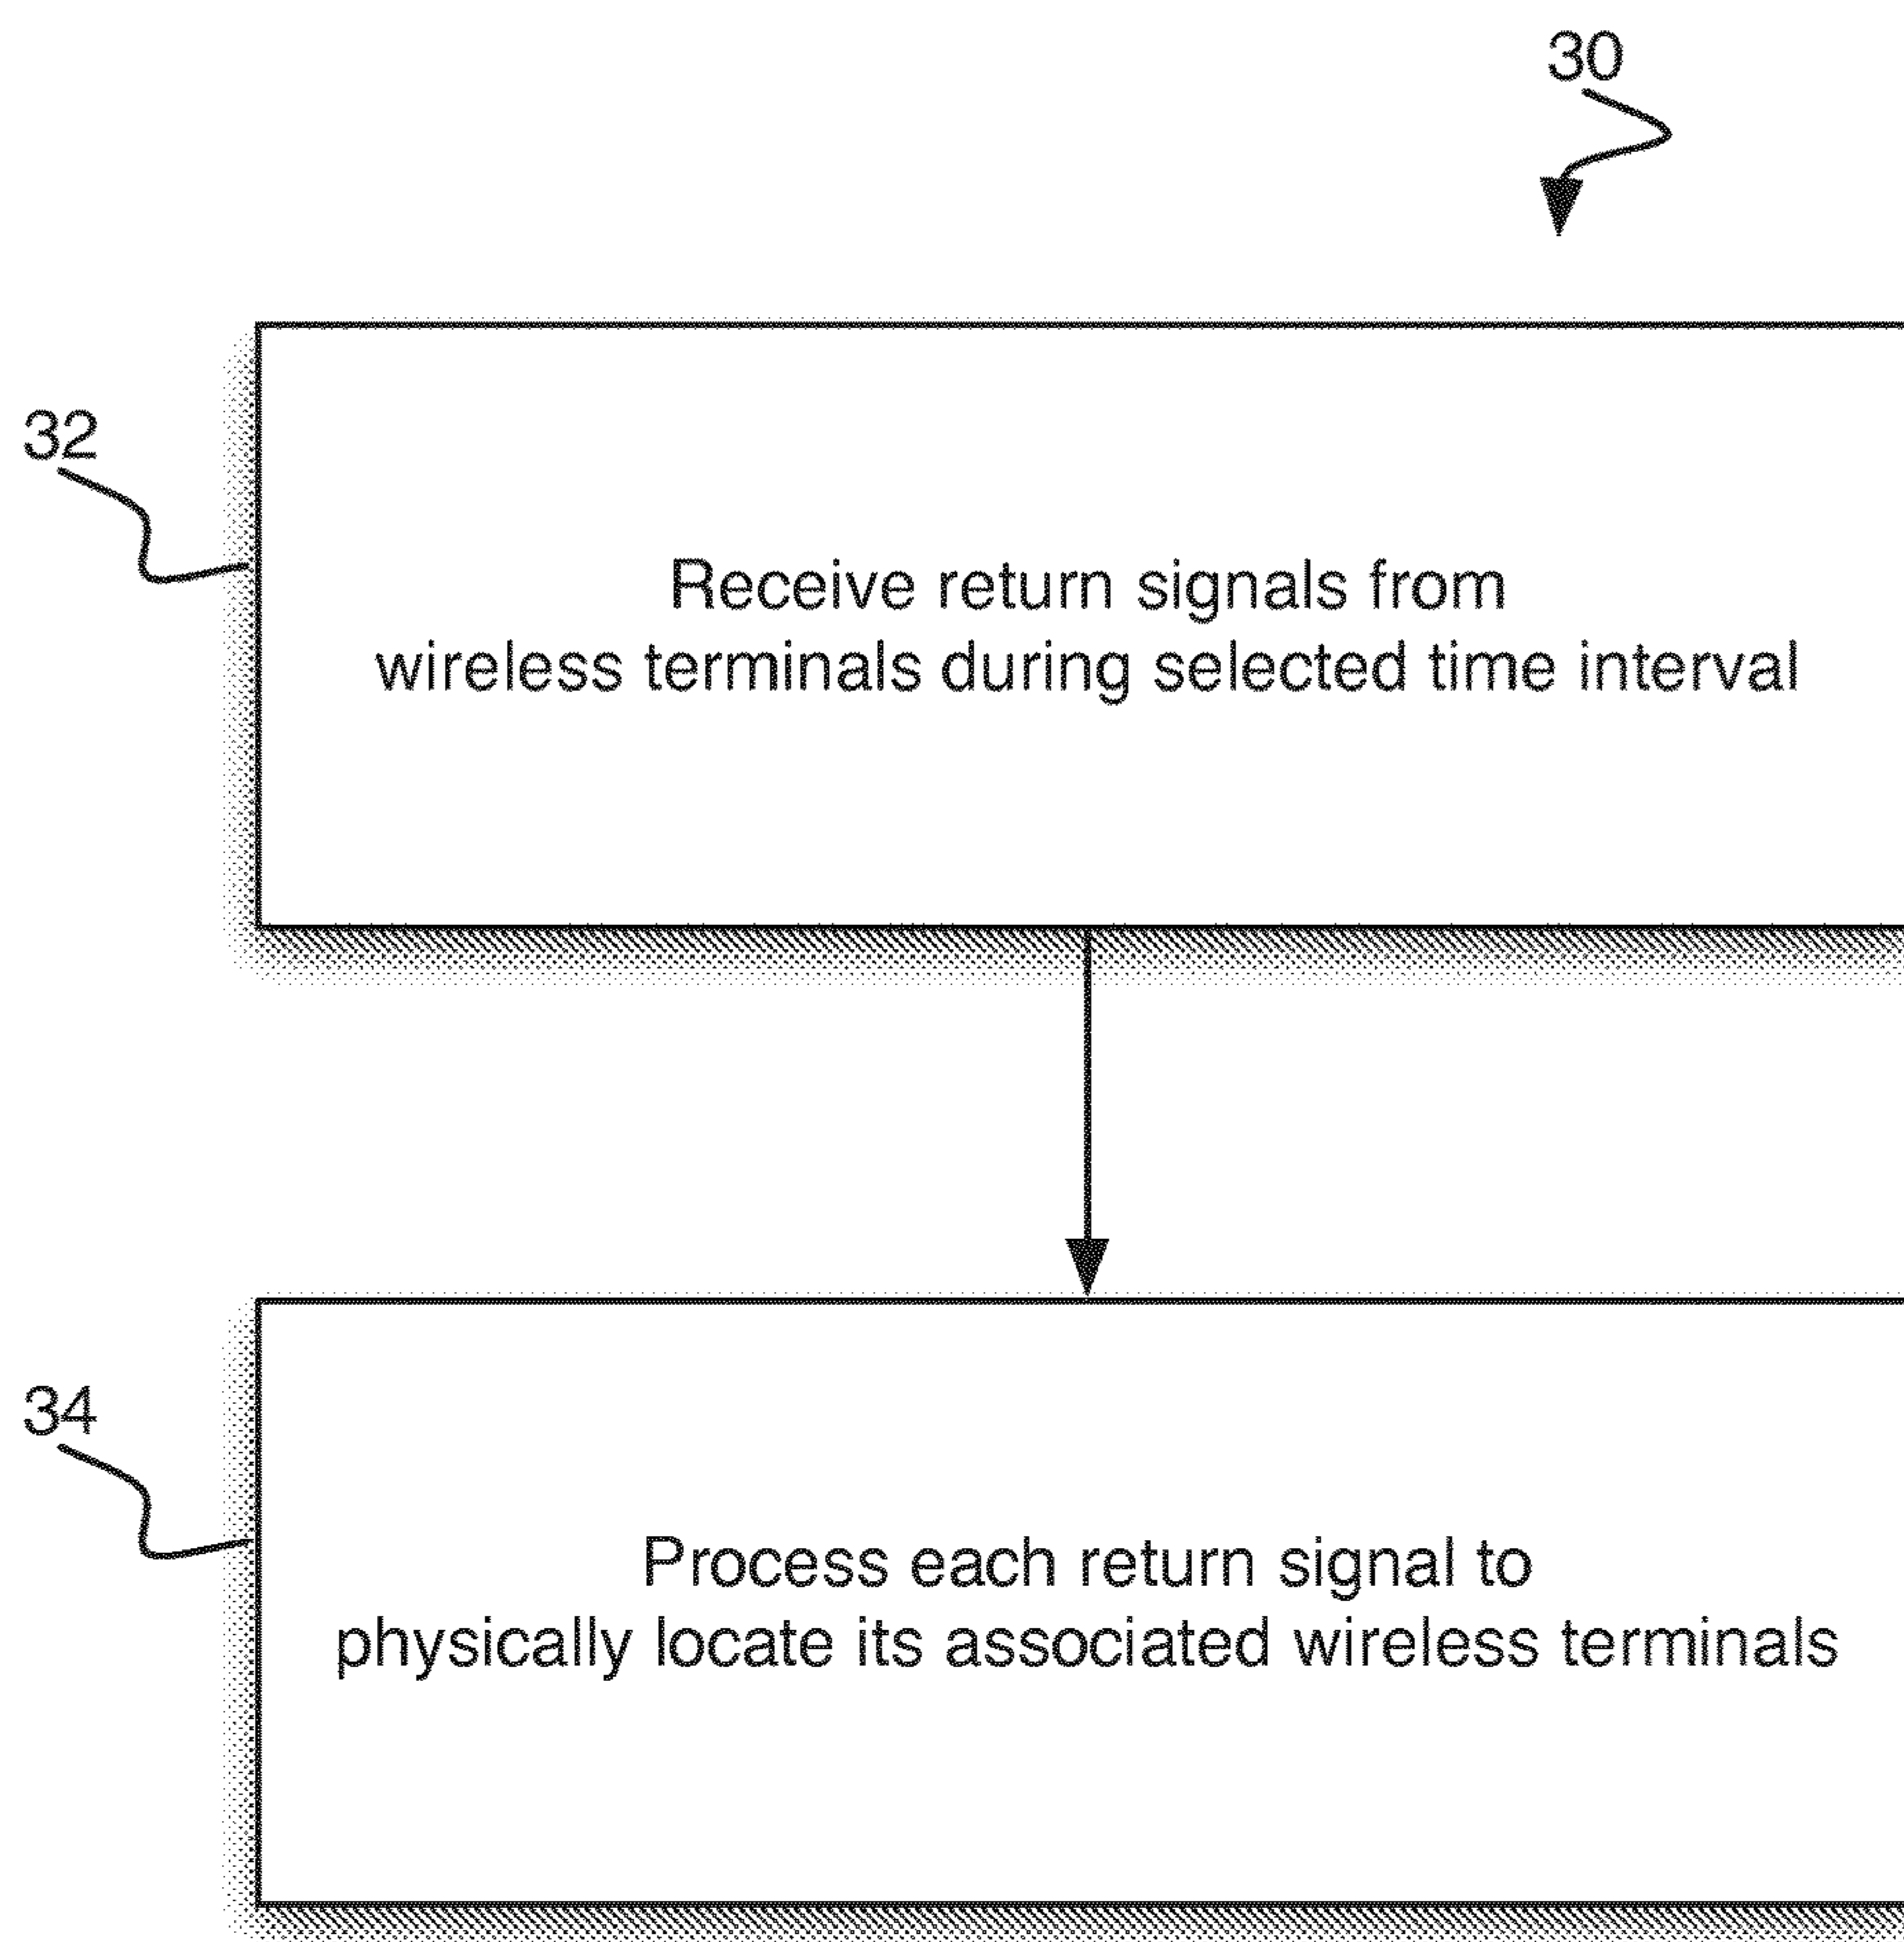 30
32
Receive return signals from
wireless terminals during selected time interval
34
Process each return signal to
physically locate its associated wireless terminals